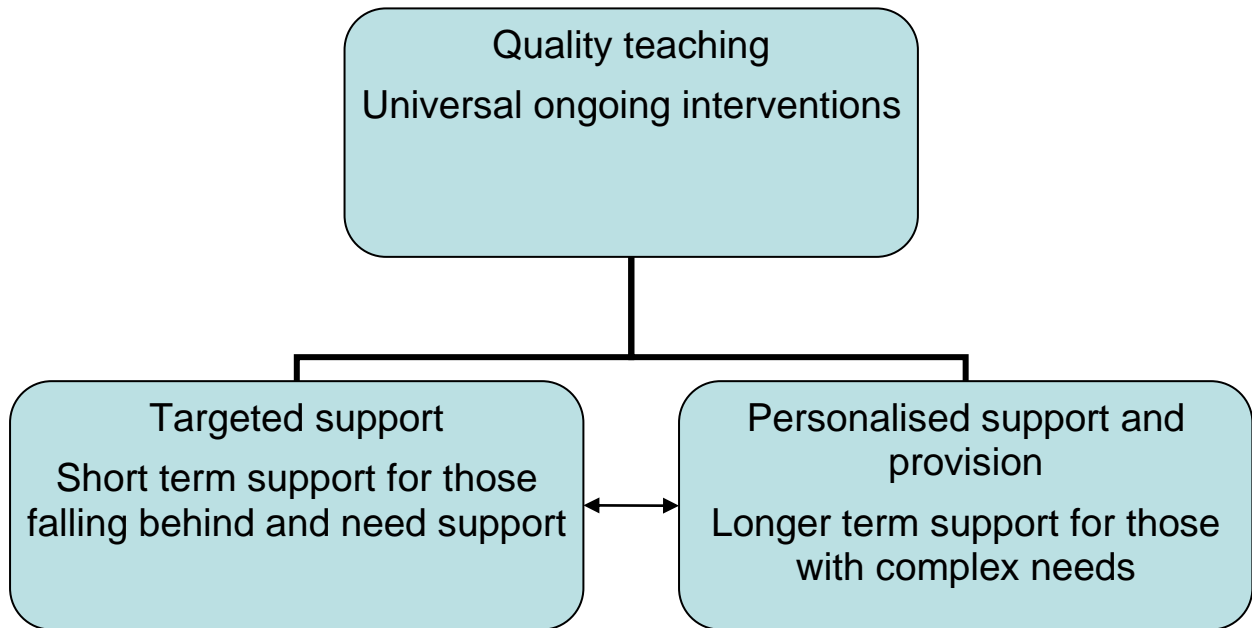 Quality teaching
Universal ongoing interventions
Targeted support
Short term support for those
falling behind and need support
Personalised support and
provision
Longer term support for those
with complex needs